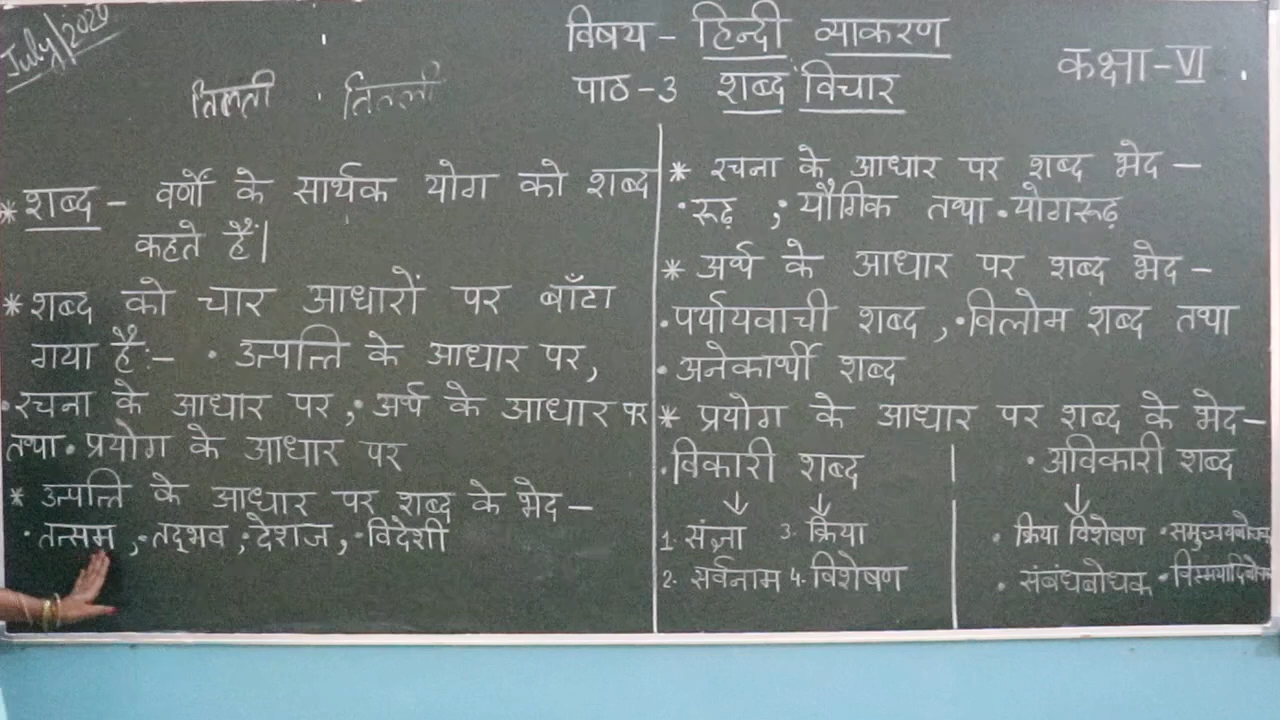 July/2020
विषय - हिन्दी व्याकरण
कक्षा - VI
पाठ - 3 शब्द विचार
तितली
* शब्द - वर्णों के सार्थक योग को शब्द
कहते हैं।
* शब्द को चार आधारों पर बाँटा
गया है:- • उत्पत्ति के आधार पर,
• रचना के आधार पर, • अर्थ के आधार पर
तथा • प्रयोग के आधार पर
* उत्पत्ति के आधार पर शब्द के भेद -
• तत्सम, • तद्भव, • देशज, • विदेशी
* रचना के आधार पर शब्द भेद -
• रूढ़, • यौगिक तथा • योगरूढ़
* अर्थ के आधार पर शब्द भेद -
• पर्यायवाची शब्द, • विलोम शब्द तथा
• अनेकार्थी शब्द
* प्रयोग के आधार पर शब्द के भेद -
• विकारी शब्द
↓ ↓
1. संज्ञा 3. क्रिया
2. सर्वनाम 4. विशेषण
• अविकारी शब्द
↓
• क्रिया विशेषण • समुच्चयबोधक
• संबंधबोधक • विस्मयादिबोधक